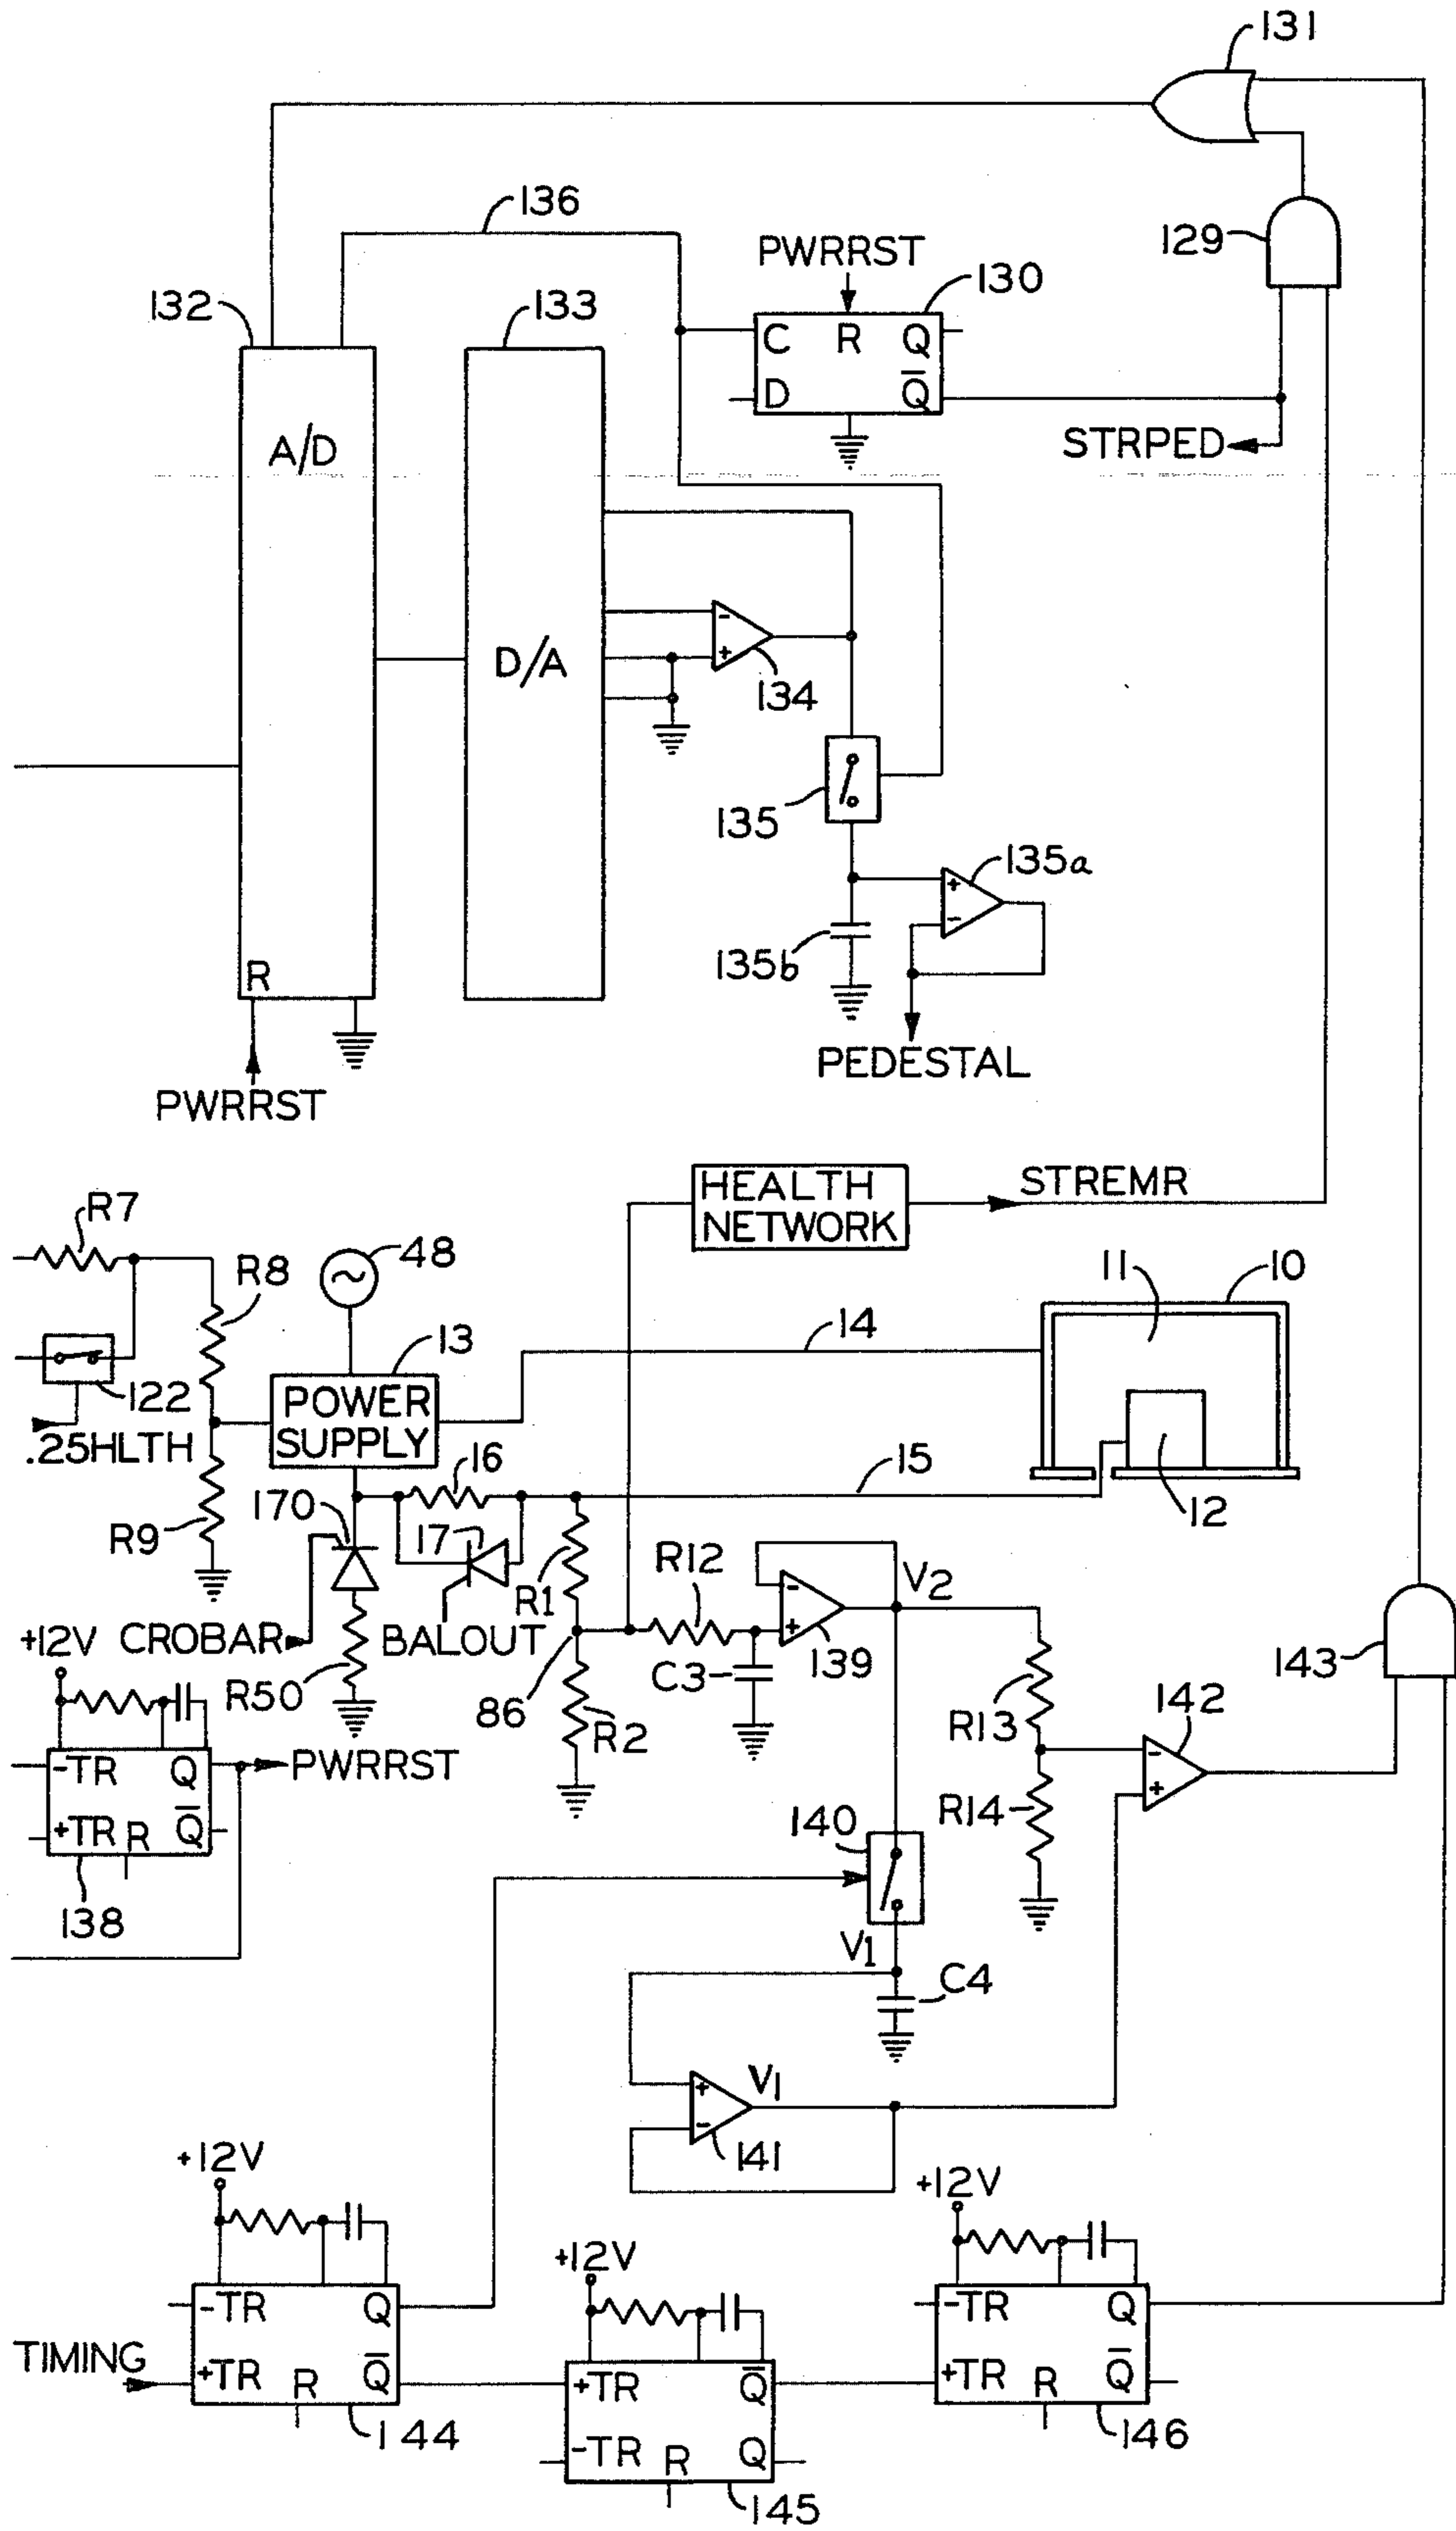 131
136
PWRRST
129
132
133
130
C R Q
D Q̅
A/D
STRPED
D/A
-
+
134
135
135a
+
-
135b
R
PEDESTAL
PWRRST
HEALTH
NETWORK
STREMR
R7
R8
48
11
10
13
14
122
POWER
SUPPLY
.25HLTH
16
15
12
170
17
R9
R1
R12
V2
-
+
139
+12V
CROBAR
BALOUT
C3
143
R50
86
R2
R13
142
-
+
-TR Q
PWRRST
+TR R Q̅
R14
140
138
V1
C4
+
-
V1
141
+12V
+12V
+12V
-TR Q
-TR Q
TIMING
+TR R Q̅
+TR Q̅
+TR R Q̅
144
-TR R Q
146
145